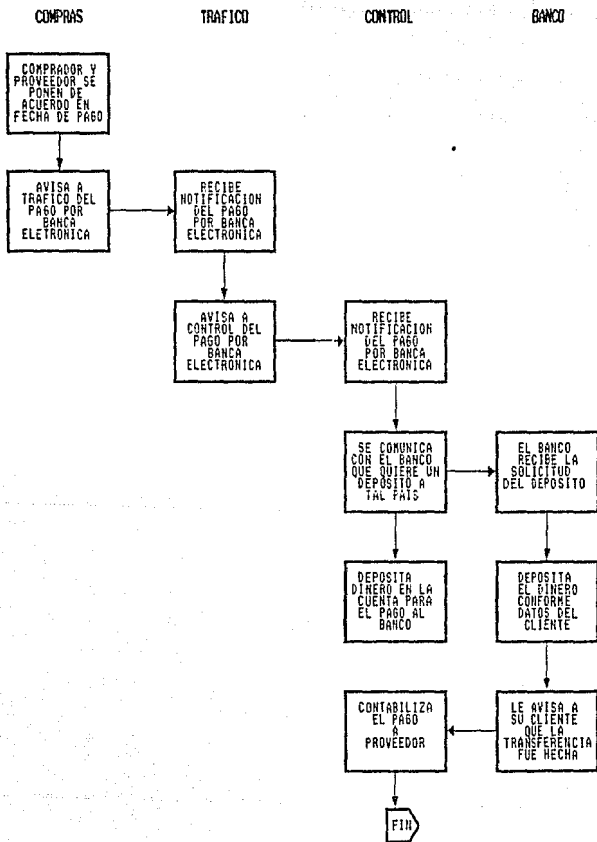 COMPRAS TRAFICO CONTROL BANCO
COMPRADOR Y
PROVEEDOR SE
PONEN DE
ACUERDO EN
FECHA DE PAGO
AVISA A
TRAFICO DEL
PAGO POR
BANCA
ELETRONICA
RECIBE
NOTIFICACION
DEL PAGO
POR BANCA
ELECTRONICA
AVISA A
CONTROL DEL
PAGO POR
BANCA
ELECTRONICA
RECIBE
NOTIFICACION
DEL PAGO
POR BANCA
ELECTRONICA
SE COMUNICA
CON EL BANCO
QUE QUIERE UN
DEPOSITO A
TAL PAIS
EL BANCO
RECIBE LA
SOLICITUD
DEL DEPOSITO
DEPOSITA
DINERO EN LA
CUENTA PARA
EL PAGO AL
BANCO
DEPOSITA
EL DINERO
CONFORME
DATOS DEL
CLIENTE
CONTABILIZA
EL PAGO
A
PROVEEDOR
LE AVISA A
SU CLIENTE
QUE LA
TRANSFERENCIA
FUE HECHA
FIN